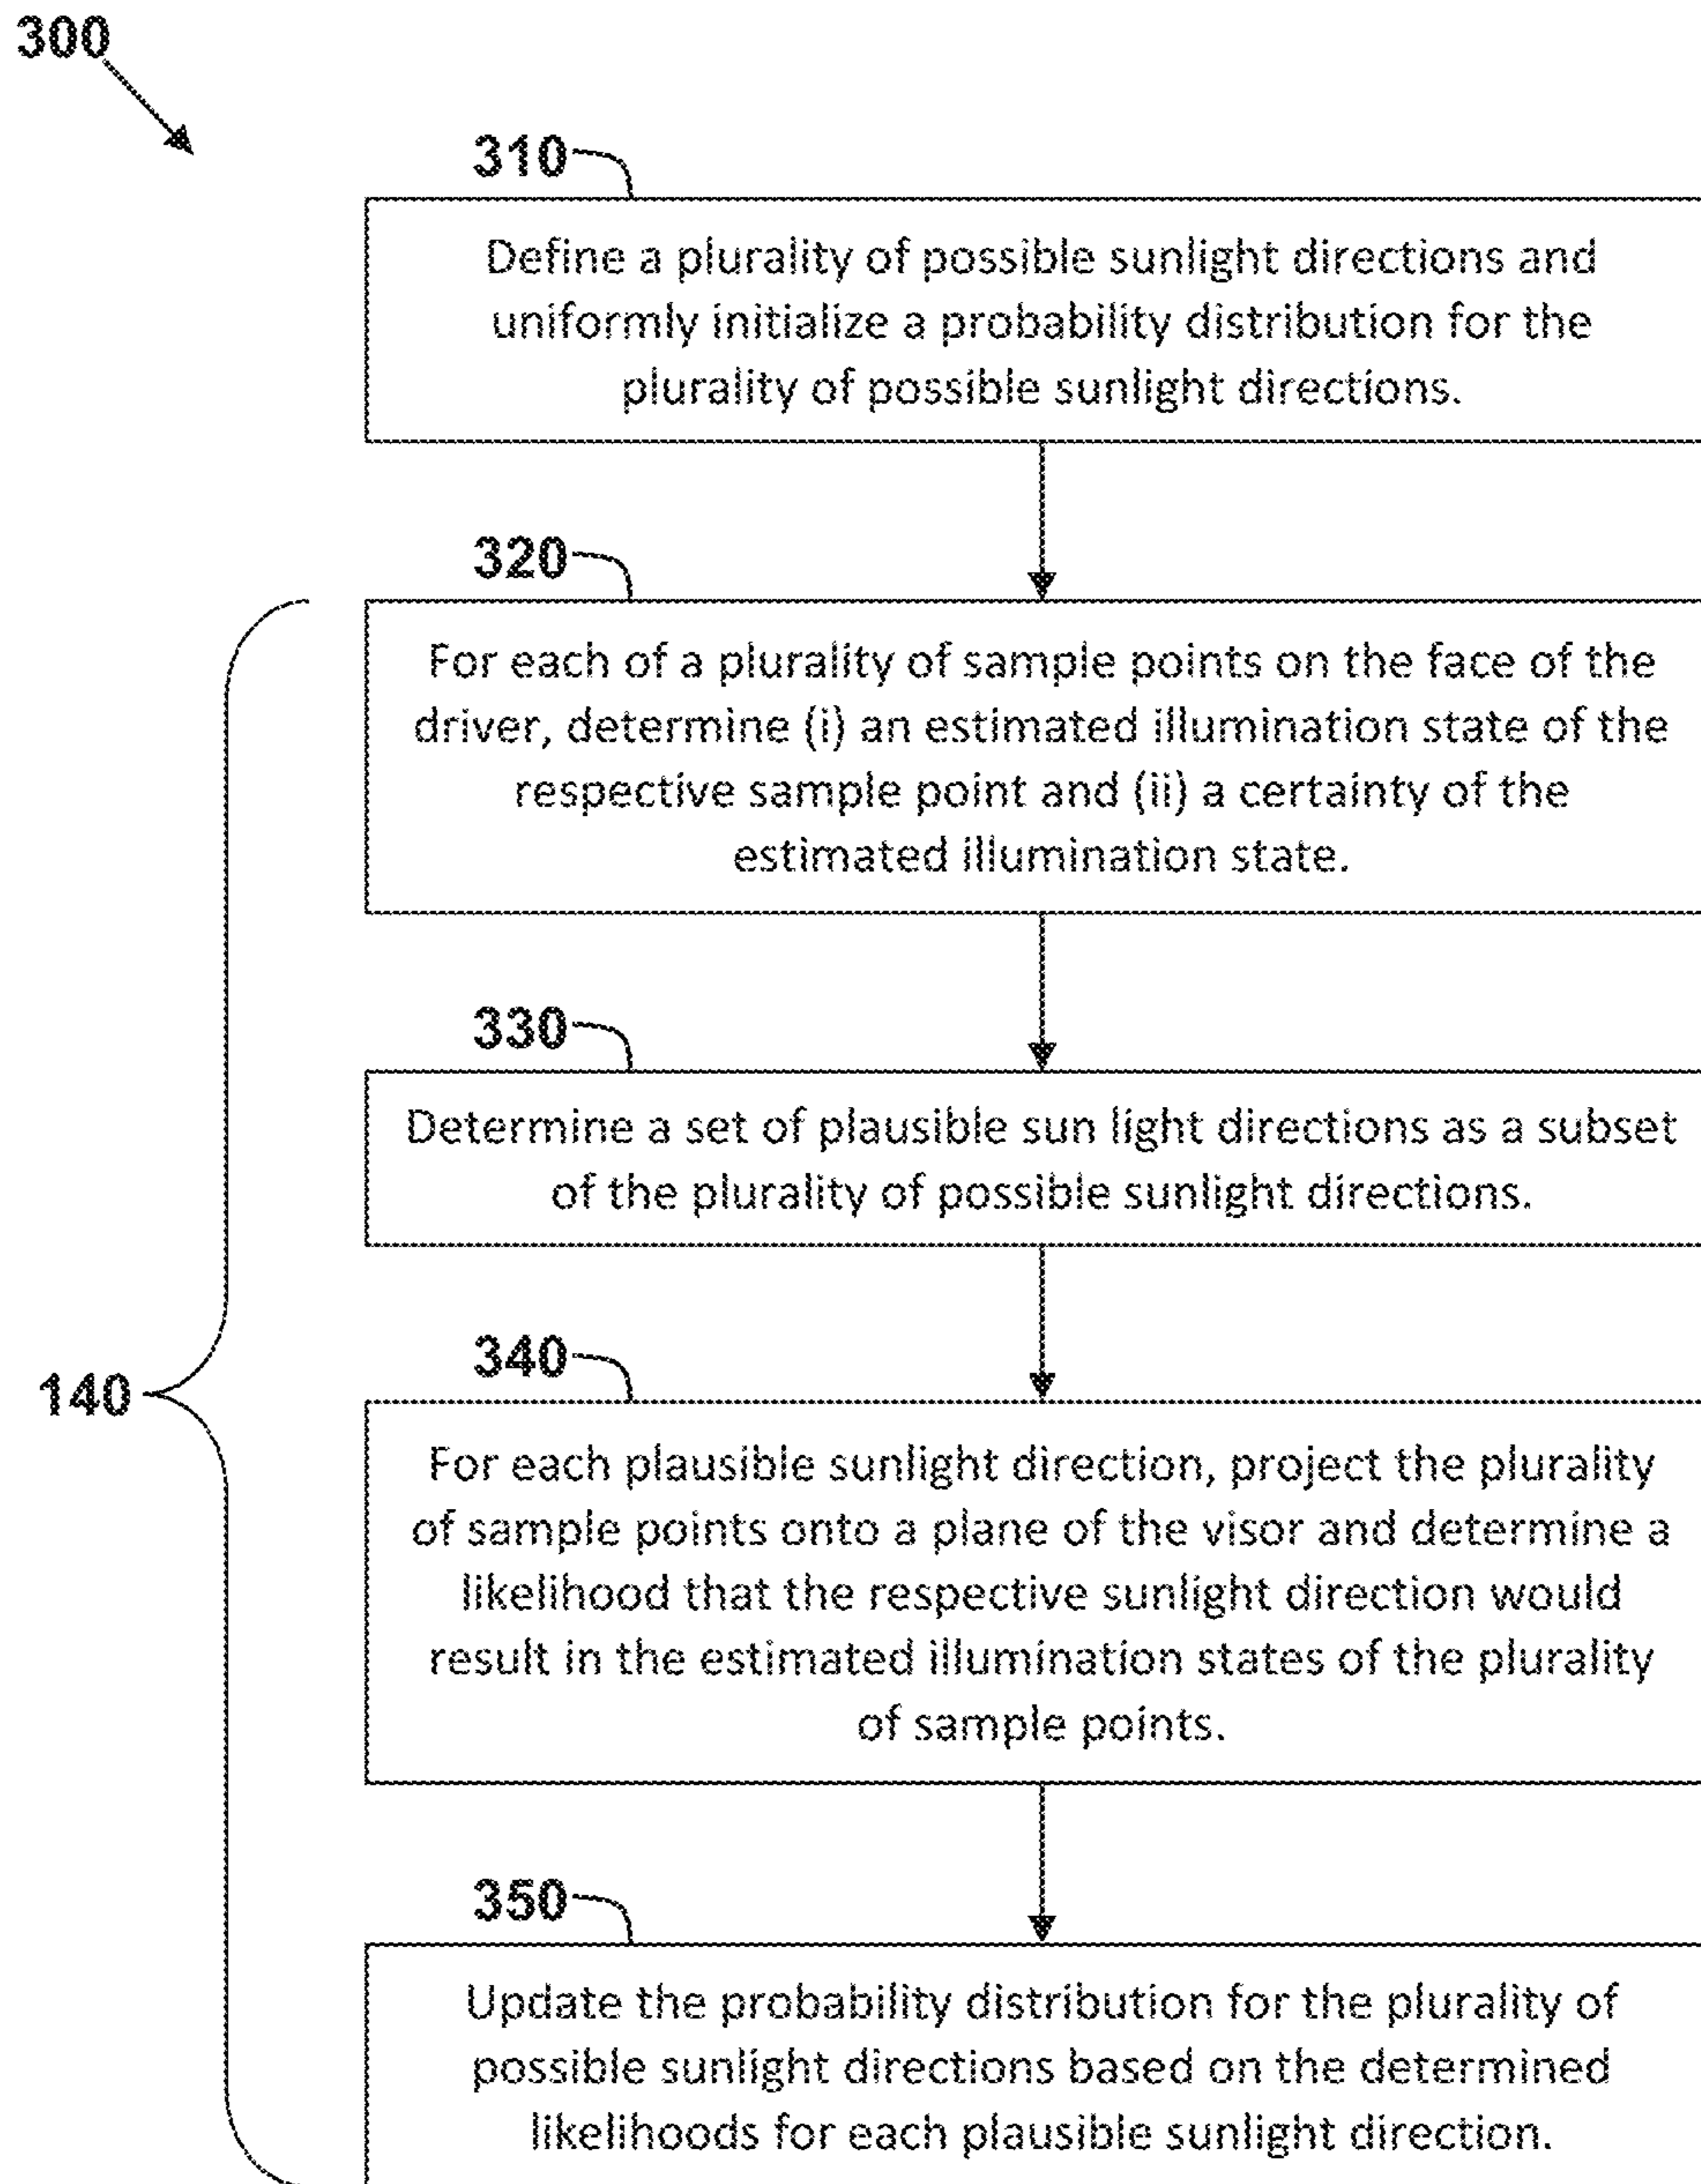 300
310
Define a plurality of possible sunlight directions and
uniformly initialize a probability distribution for the
plurality of possible sunlight directions.
320
For each of a plurality of sample points on the face of the
driver, determine (i) an estimated illumination state of the
respective sample point and (ii) a certainty of the
estimated illumination state.
330
Determine a set of plausible sun light directions as a subset
of the plurality of possible sunlight directions.
340
For each plausible sunlight direction, project the plurality
of sample points onto a plane of the visor and determine a
likelihood that the respective sunlight direction would
result in the estimated illumination states of the plurality
of sample points.
140
350
Update the probability distribution for the plurality of
possible sunlight directions based on the determined
likelihoods for each plausible sunlight direction.